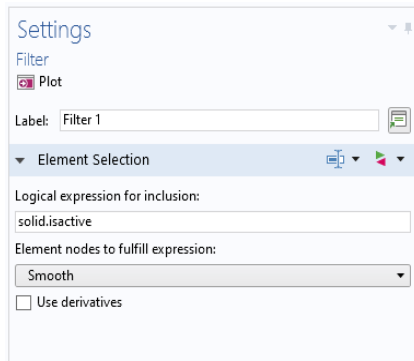 Settings
Filter
Plot
Label: Filter 1
Element Selection
Logical expression for inclusion:
solid.isactive
Element nodes to fulfill expression:
Smooth
Use derivatives